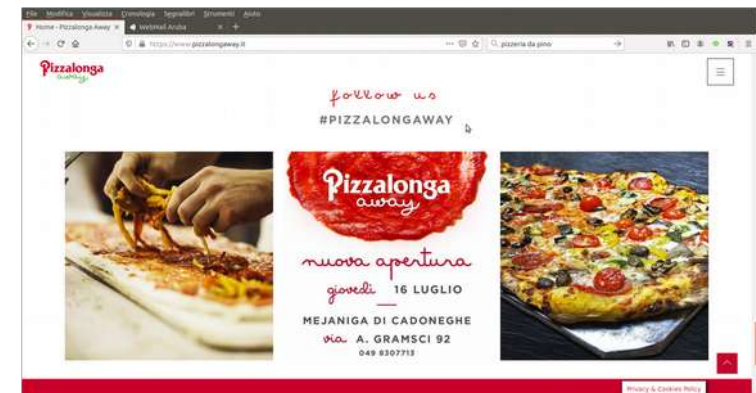 File Modifica Visualizza Cronologia Segnalibri Strumenti Aiuto
Home - Pizzalonga Away
WebMail Aruba
https://www.pizzalongaway.it
pizzeria da pino
Pizzalonga
away
follow us
#PIZZALONGAWAY
Pizzalonga
away
nuova apertura
giovedì 16 LUGLIO
MEJANIGA DI CADONEGHE
via A. GRAMSCI 92
049 8307713
Privacy & Cookies Policy